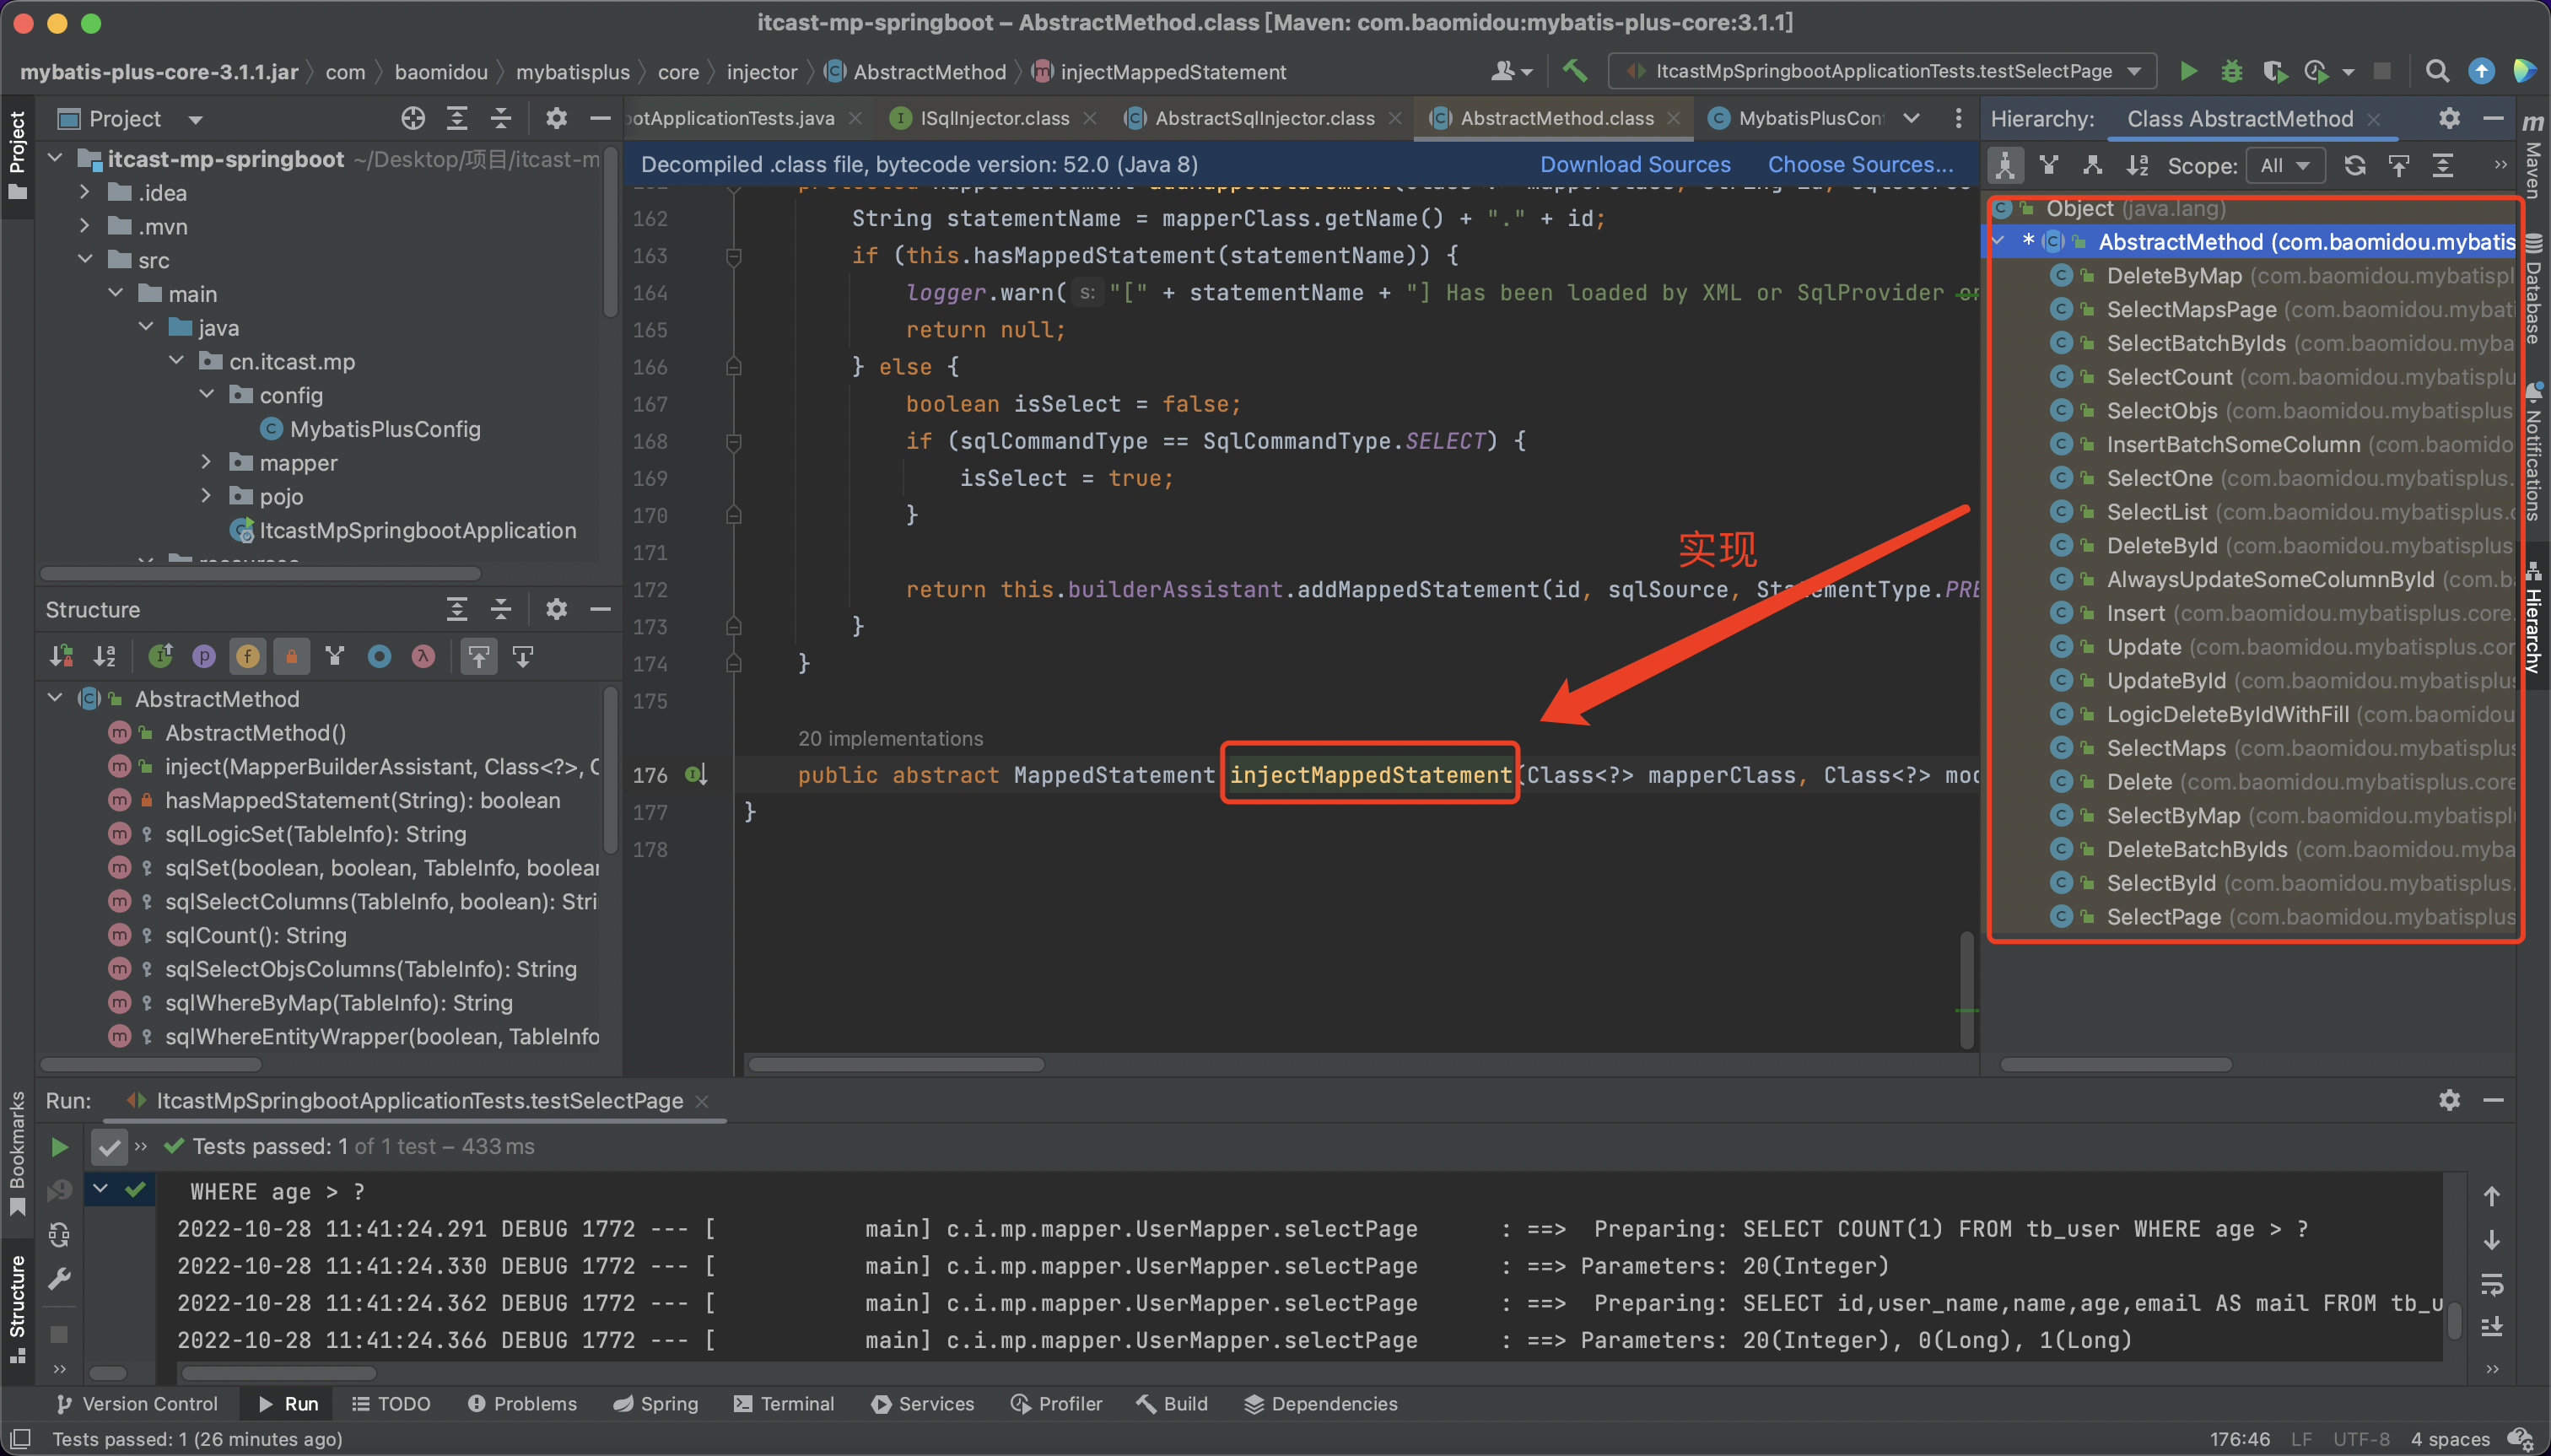 itcast-mp-springboot – AbstractMethod.class [Maven: com.baomidou:mybatis-plus-core:3.1.1]
mybatis-plus-core-3.1.1.jar com baomidou mybatisplus core injector AbstractMethod injectMappedStatement
ItcastMpSpringbootApplicationTests.testSelectPage
Project
otApplicationTests.java ISqlInjector.class AbstractSqlInjector.class AbstractMethod.class MybatisPlusCon
Hierarchy: Class AbstractMethod
Decompiled .class file, bytecode version: 52.0 (Java 8) Download Sources Choose Sources...
Scope: All
Project
itcast-mp-springboot ~/Desktop/项目/itcast-m
.idea
.mvn
src
main
java
cn.itcast.mp
config
MybatisPlusConfig
mapper
pojo
ItcastMpSpringbootApplication
Structure
AbstractMethod
AbstractMethod()
inject(MapperBuilderAssistant, Class<?>, C
hasMappedStatement(String): boolean
sqlLogicSet(TableInfo): String
sqlSet(boolean, boolean, TableInfo, boolear
sqlSelectColumns(TableInfo, boolean): Stri
sqlCount(): String
sqlSelectObjsColumns(TableInfo): String
sqlWhereByMap(TableInfo): String
sqlWhereEntityWrapper(boolean, TableInfo
162 String statementName = mapperClass.getName() + "." + id;
163 if (this.hasMappedStatement(statementName)) {
164 logger.warn( s: "[" + statementName + "] Has been loaded by XML or SqlProvider or
165 return null;
166 } else {
167 boolean isSelect = false;
168 if (sqlCommandType == SqlCommandType.SELECT) {
169 isSelect = true;
170 }
171
172 return this.builderAssistant.addMappedStatement(id, sqlSource, StatementType.PRE
173 }
174 }
175
20 implementations
176 public abstract MappedStatement injectMappedStatement(Class<?> mapperClass, Class<?> mod
177 }
178
实现
Object (java.lang)
* AbstractMethod (com.baomidou.mybatis
DeleteByMap (com.baomidou.mybatispl
SelectMapsPage (com.baomidou.mybati
SelectBatchByIds (com.baomidou.myba
SelectCount (com.baomidou.mybatisplu
SelectObjs (com.baomidou.mybatisplus
InsertBatchSomeColumn (com.baomido
SelectOne (com.baomidou.mybatisplus.
SelectList (com.baomidou.mybatisplus.c
DeleteById (com.baomidou.mybatisplus
AlwaysUpdateSomeColumnById (com.b
Insert (com.baomidou.mybatisplus.core.
Update (com.baomidou.mybatisplus.cor
UpdateById (com.baomidou.mybatisplus
LogicDeleteByIdWithFill (com.baomidou
SelectMaps (com.baomidou.mybatisplus
Delete (com.baomidou.mybatisplus.core
SelectByMap (com.baomidou.mybatispl
DeleteBatchByIds (com.baomidou.myba
SelectById (com.baomidou.mybatisplus.
SelectPage (com.baomidou.mybatisplus
Maven
Database
Notifications
Hierarchy
Run: ItcastMpSpringbootApplicationTests.testSelectPage
Tests passed: 1 of 1 test – 433 ms
WHERE age > ?
2022-10-28 11:41:24.291 DEBUG 1772 --- [ main] c.i.mp.mapper.UserMapper.selectPage : ==> Preparing: SELECT COUNT(1) FROM tb_user WHERE age > ?
2022-10-28 11:41:24.330 DEBUG 1772 --- [ main] c.i.mp.mapper.UserMapper.selectPage : ==> Parameters: 20(Integer)
2022-10-28 11:41:24.362 DEBUG 1772 --- [ main] c.i.mp.mapper.UserMapper.selectPage : ==> Preparing: SELECT id,user_name,name,age,email AS mail FROM tb_u
2022-10-28 11:41:24.366 DEBUG 1772 --- [ main] c.i.mp.mapper.UserMapper.selectPage : ==> Parameters: 20(Integer), 0(Long), 1(Long)
Bookmarks
Structure
Version Control Run TODO Problems Spring Terminal Services Profiler Build Dependencies
Tests passed: 1 (26 minutes ago) 176:46 LF UTF-8 4 spaces